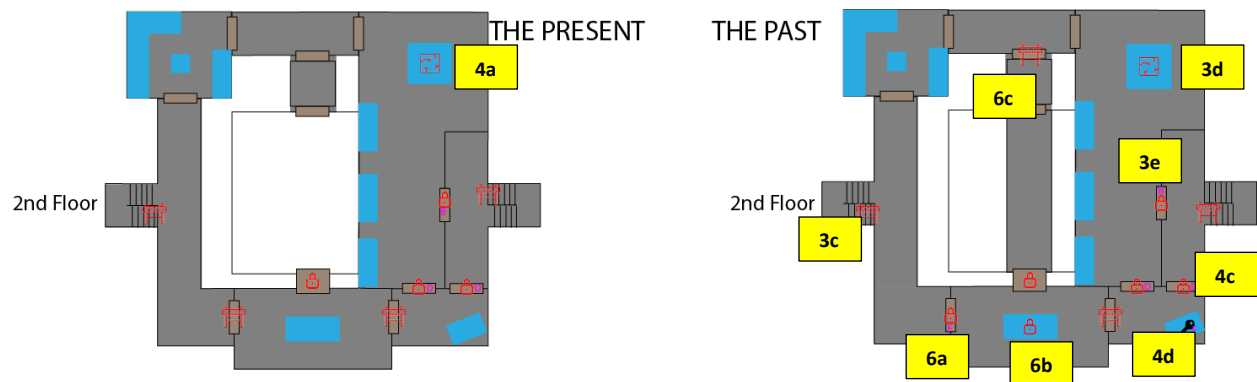 THE PRESENT
THE PAST
4a
3d
6c
3e
2nd Floor
2nd Floor
3c
4c
6a
6b
4d